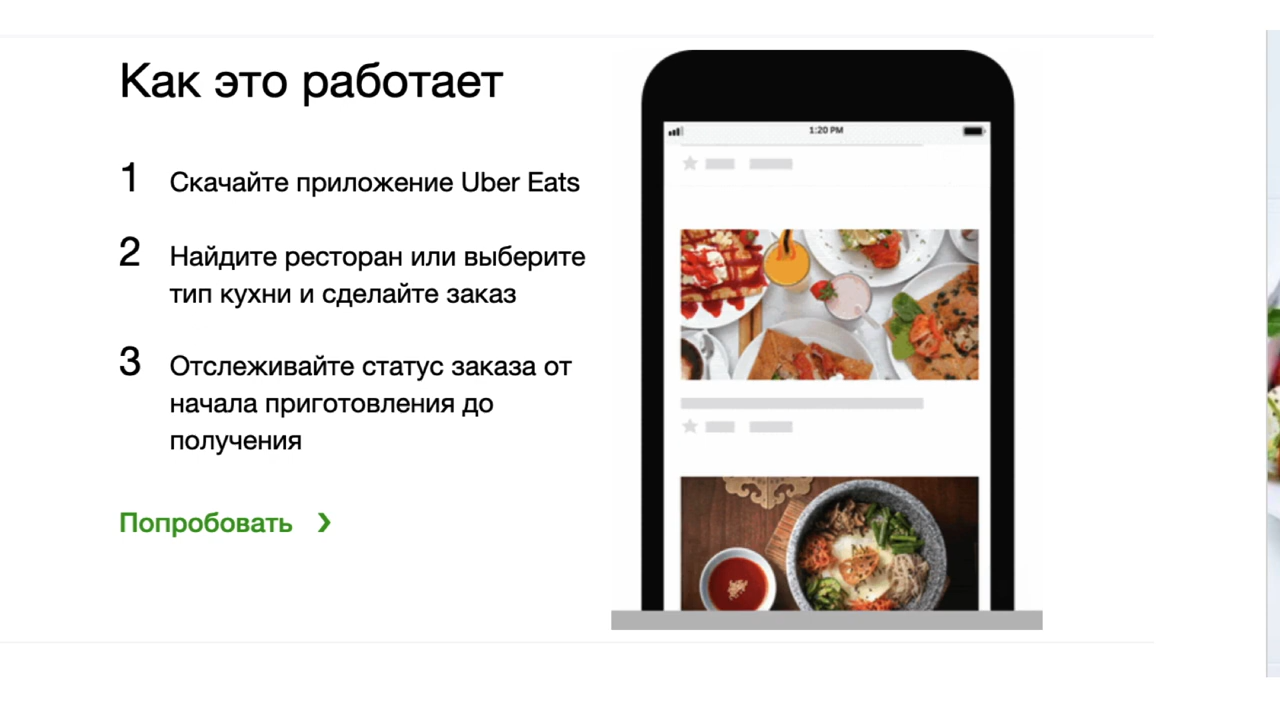 Как это работает
1 Скачайте приложение Uber Eats
2 Найдите ресторан или выберите
тип кухни и сделайте заказ
3 Отслеживайте статус заказа от
начала приготовления до
получения
Попробовать
1:20 PM